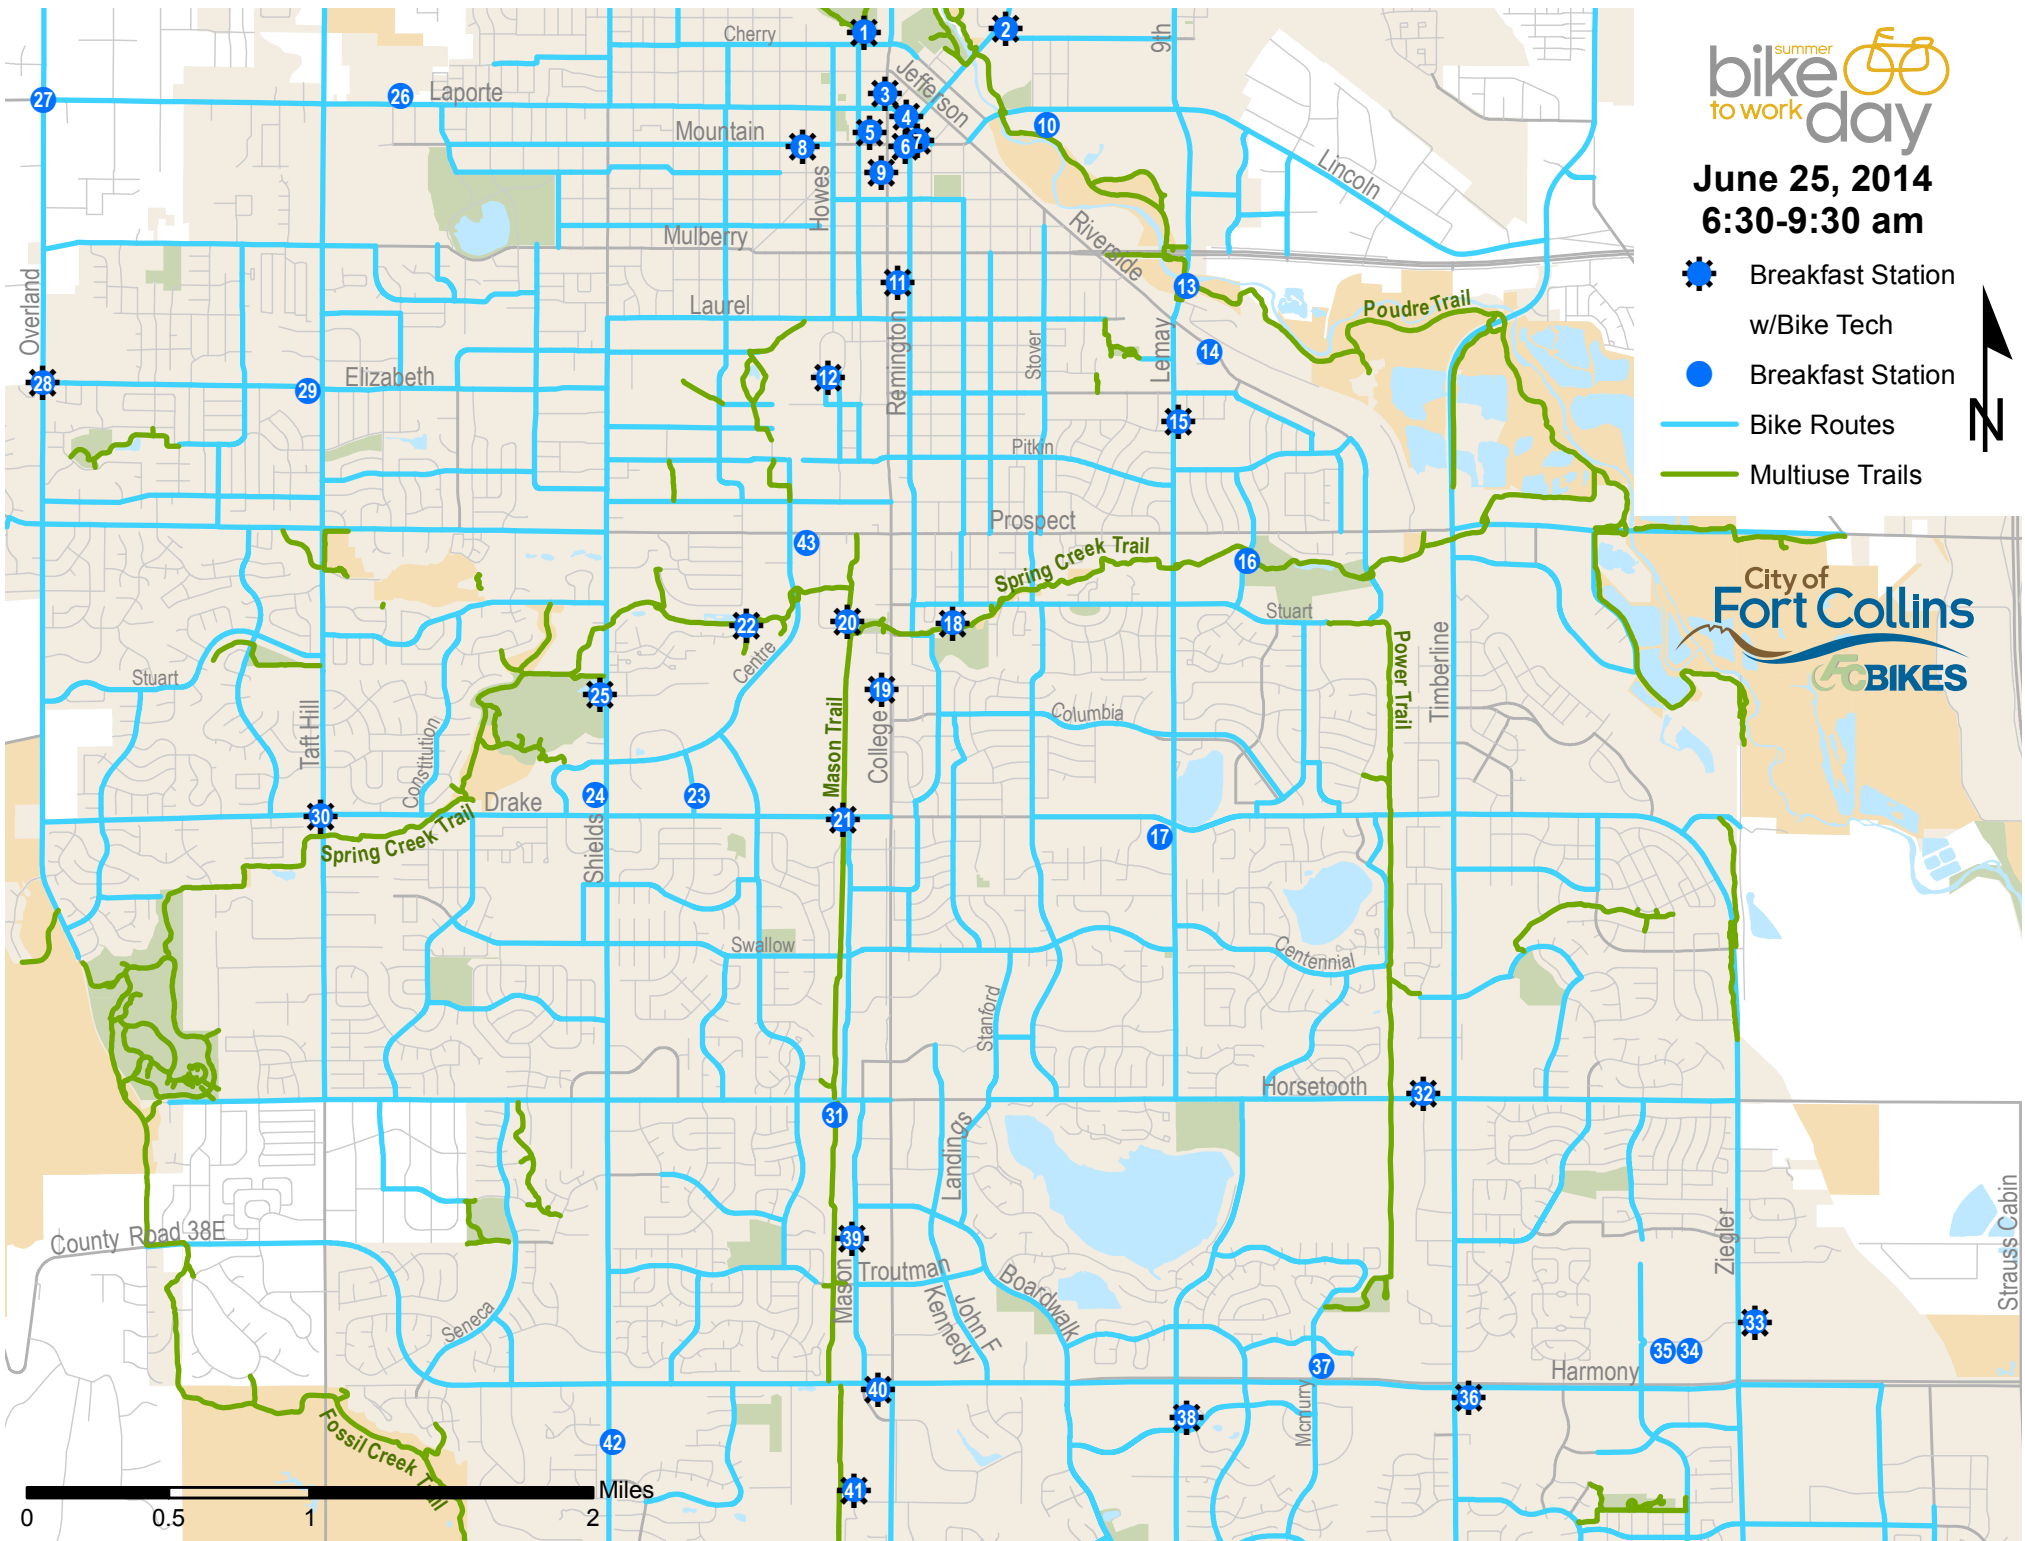 summer
bike
to work
day
June 25, 2014
6:30-9:30 am
Breakfast Station
w/Bike Tech
Breakfast Station
Bike Routes
Multiuse Trails
N
City of
Fort Collins
FCBIKES
Cherry
9th
1
2
27
26
Laporte
Jefferson
3
4
5
6
7
8
9
10
Mountain
Howes
Lincoln
Mulberry
Riverside
Overland
11
13
Laurel
Poudre Trail
Remington
Stover
Lemay
14
28
29
Elizabeth
12
15
Pitkin
Prospect
43
Spring Creek Trail
16
Stuart
22
20
18
Centre
Power Trail
Timberline
Stuart
25
19
Columbia
Taft Hill
Constitution
Mason Trail
College
30
Drake
24
23
21
17
Spring Creek Trail
Shields
Swallow
Centennial
Stanford
Horsetooth
32
31
Landings
County Road 38E
39
Troutman
Mason
Boardwalk
John F
Kennedy
Seneca
Ziegler
Strauss Cabin
33
35
34
37
Harmony
40
36
38
Mcmurry
42
41
Fossil Creek Trail
Miles
0
0.5
1
2